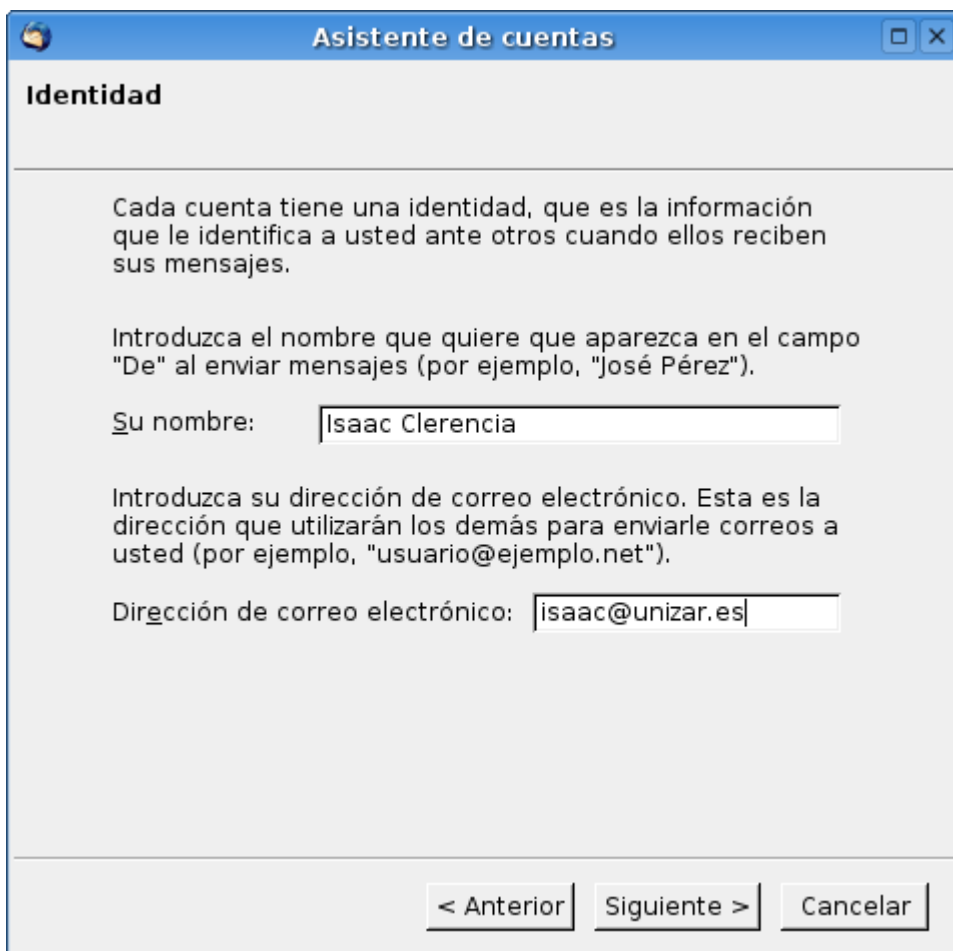 Asistente de cuentas
Identidad
Cada cuenta tiene una identidad, que es la información
que le identifica a usted ante otros cuando ellos reciben
sus mensajes.
Introduzca el nombre que quiere que aparezca en el campo
"De" al enviar mensajes (por ejemplo, "José Pérez").
Su nombre: Isaac Clerencia
Introduzca su dirección de correo electrónico. Esta es la
dirección que utilizarán los demás para enviarle correos a
usted (por ejemplo, "usuario@ejemplo.net").
Dirección de correo electrónico: isaac@unizar.es
< Anterior Siguiente > Cancelar